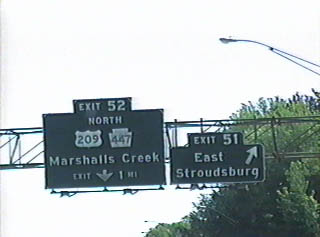 EXIT 52
NORTH
209 447
Marshalls Creek
EXIT 1 MI
EXIT 51
East
Stroudsburg